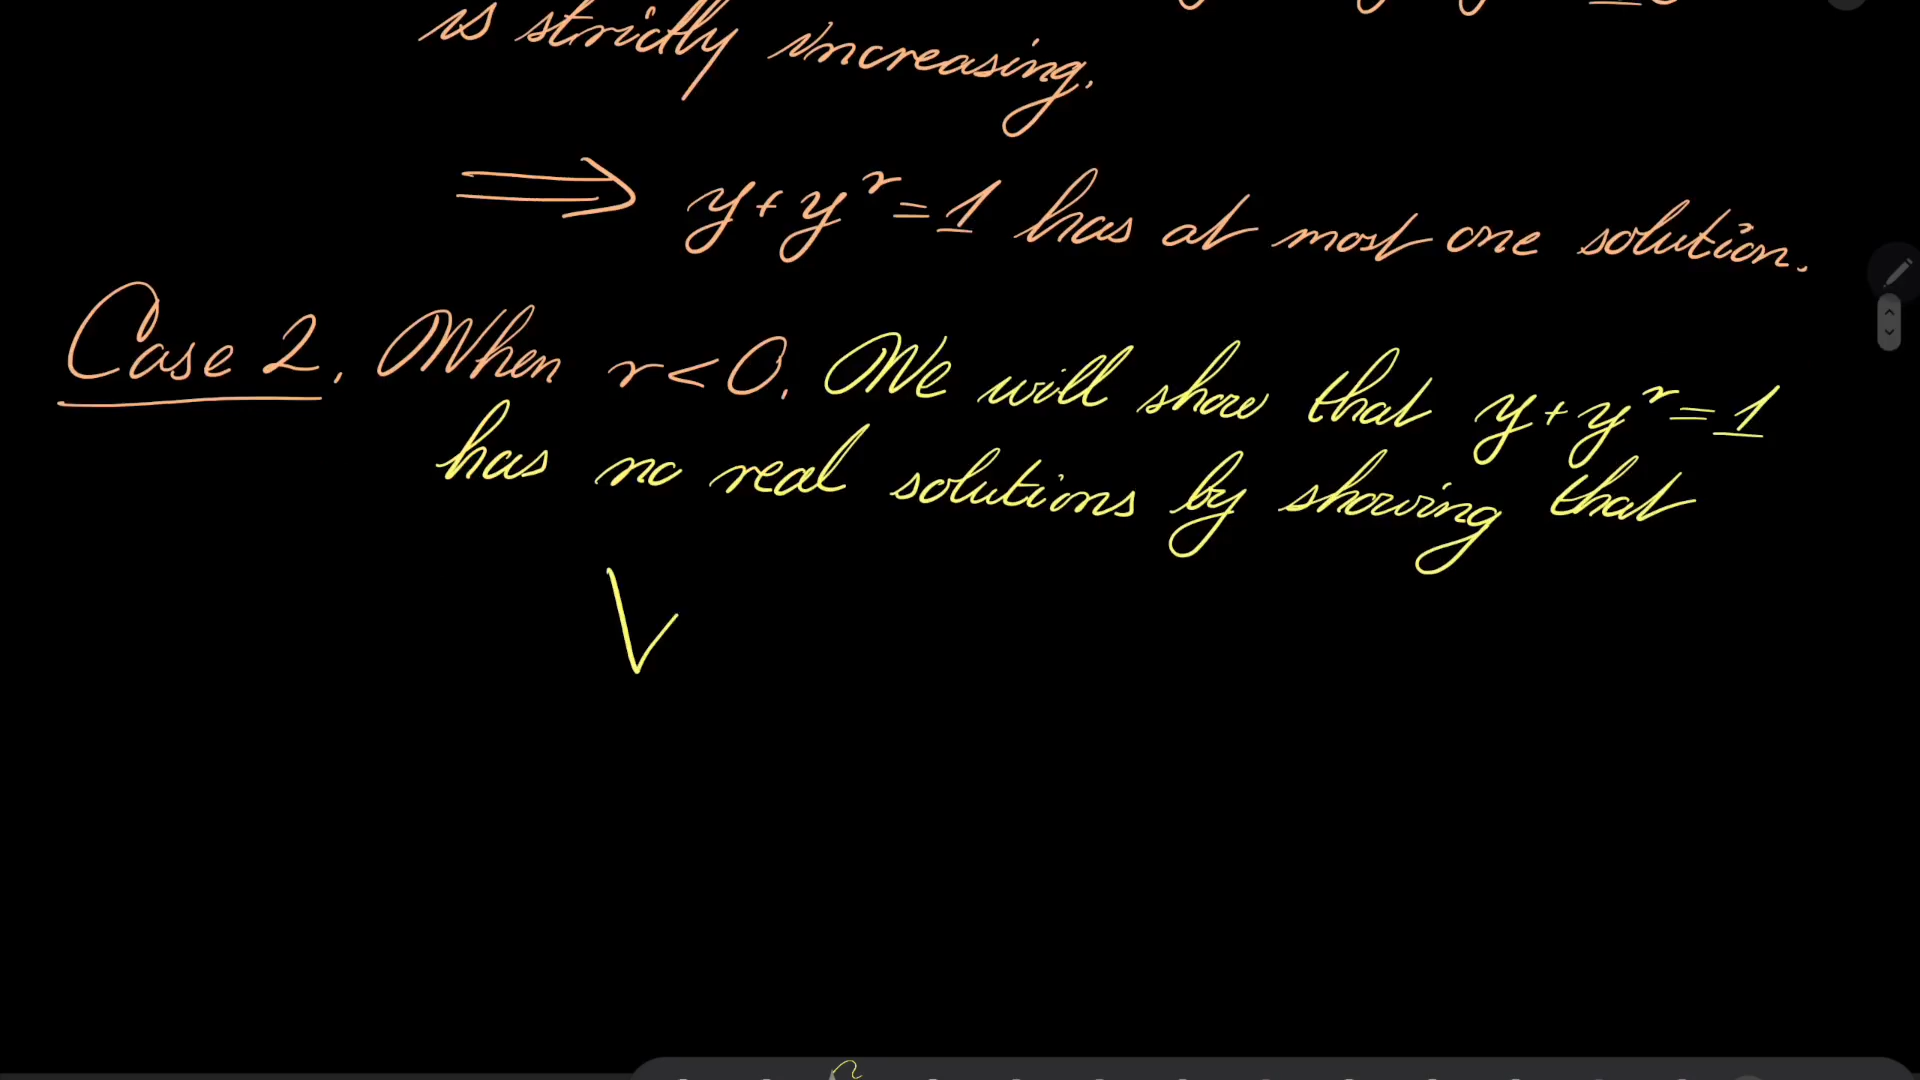 is strictly increasing.
⟹ y + y^r = 1 has at most one solution.
Case 2. When r < 0. We will show that y + y^r = 1
has no real solutions by showing that